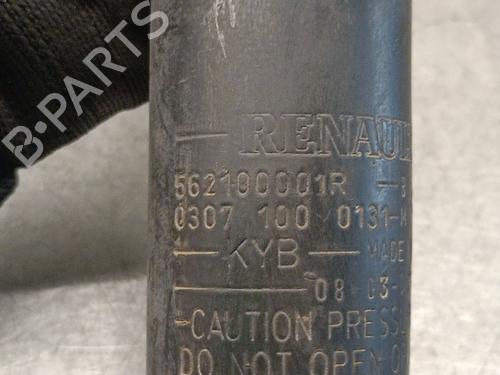 B-PARTS
RENAUL
562100001R - B
0307 100 0131-M
KYB - MADE
08-03-
CAUTION PRESS
DO NOT OPEN O